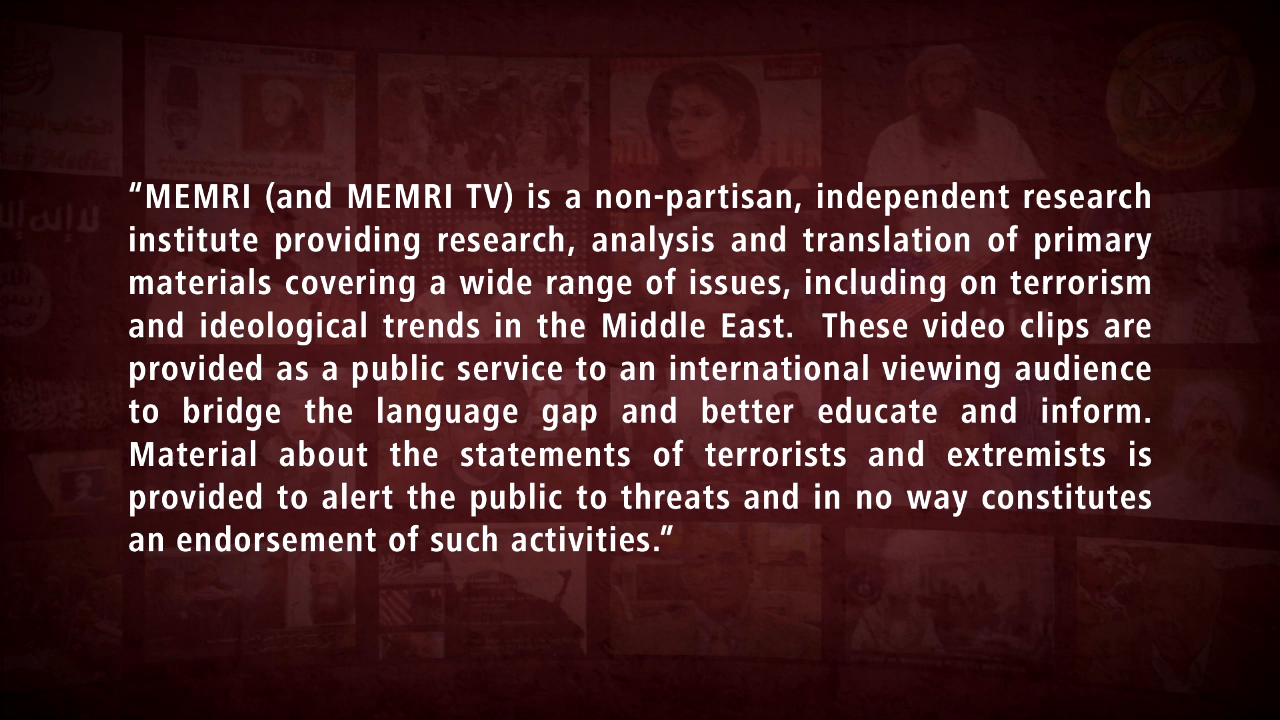 “MEMRI (and MEMRI TV) is a non-partisan, independent research
institute providing research, analysis and translation of primary
materials covering a wide range of issues, including on terrorism
and ideological trends in the Middle East. These video clips are
provided as a public service to an international viewing audience
to bridge the language gap and better educate and inform.
Material about the statements of terrorists and extremists is
provided to alert the public to threats and in no way constitutes
an endorsement of such activities.”